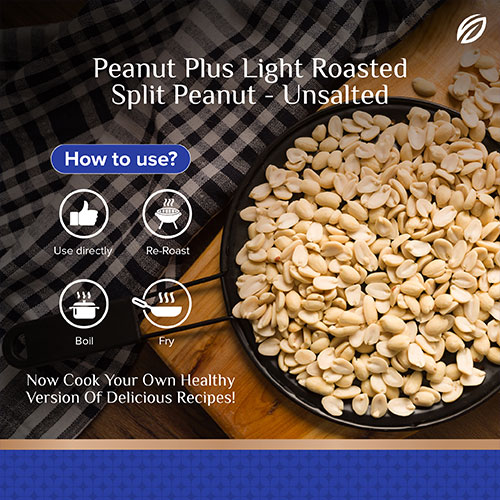 Peanut Plus Light Roasted
Split Peanut - Unsalted
How to use?
Use directly
Re-Roast
Boil
Fry
Now Cook Your Own Healthy
Version Of Delicious Recipes!